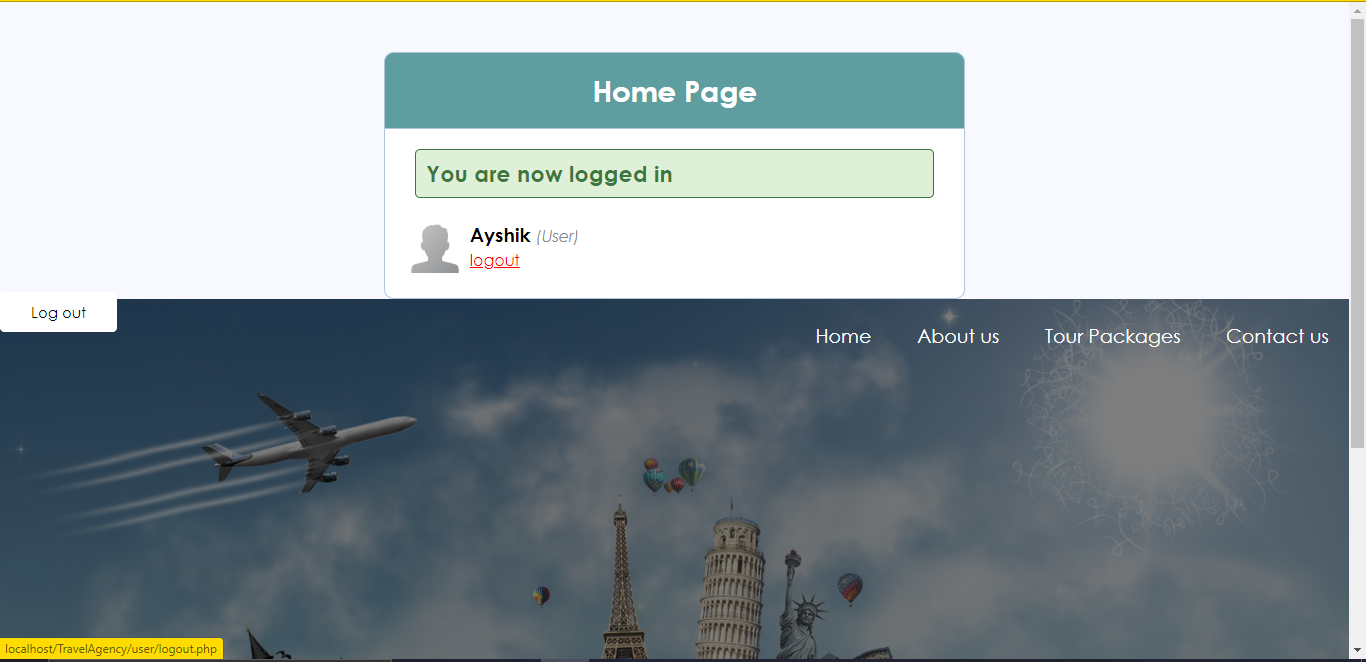 Home Page
You are now logged in
Ayshik (User)
logout
Log out
Home About us Tour Packages Contact us
localhost/TravelAgency/user/logout.php